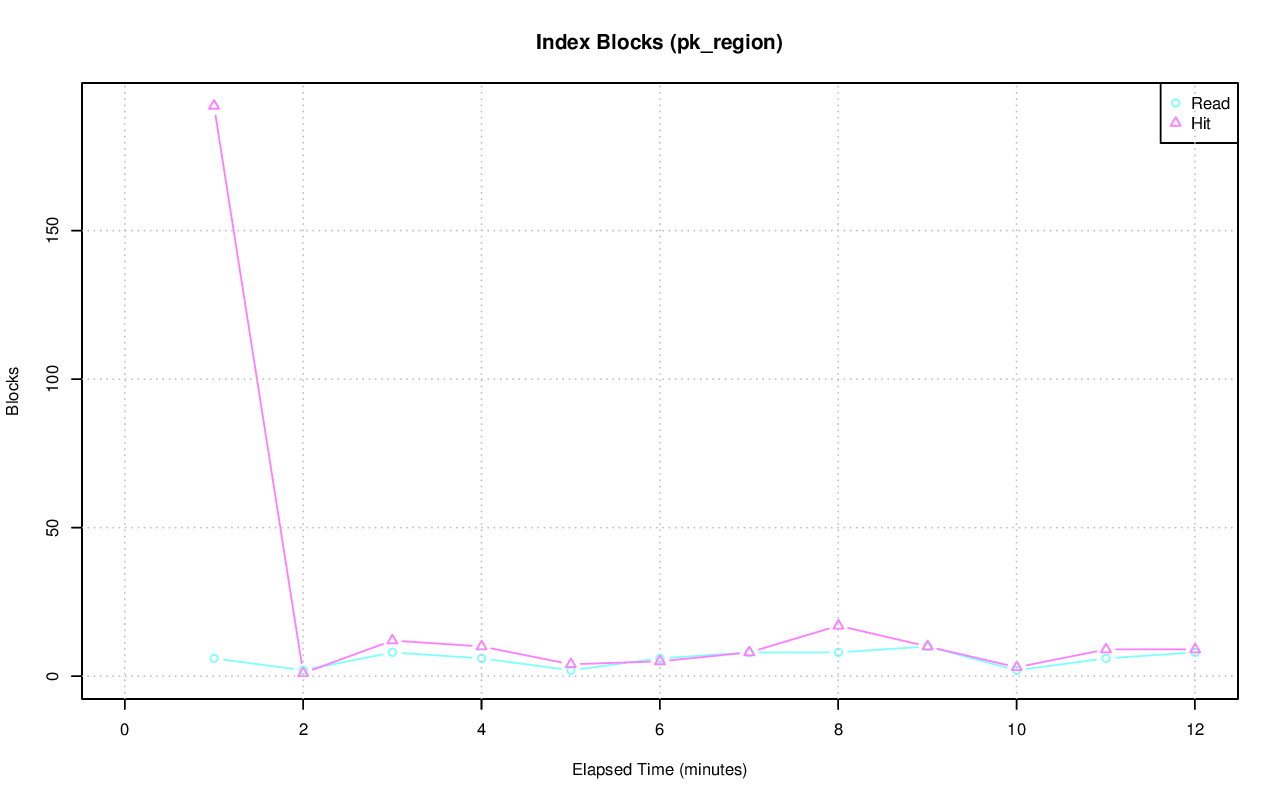 Index Blocks (pk_region)
Read
Hit
Blocks
150
100
50
0
0 2 4 6 8 10 12
Elapsed Time (minutes)